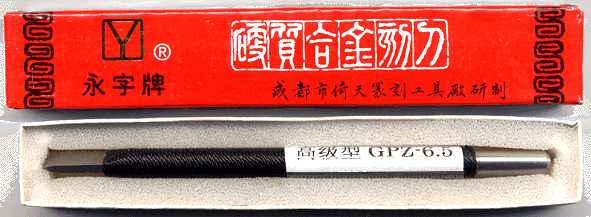 ®
硬質合金刻刀
永字牌
成都市倚天篆刻工具厰研制
高级型 GPZ-6.5